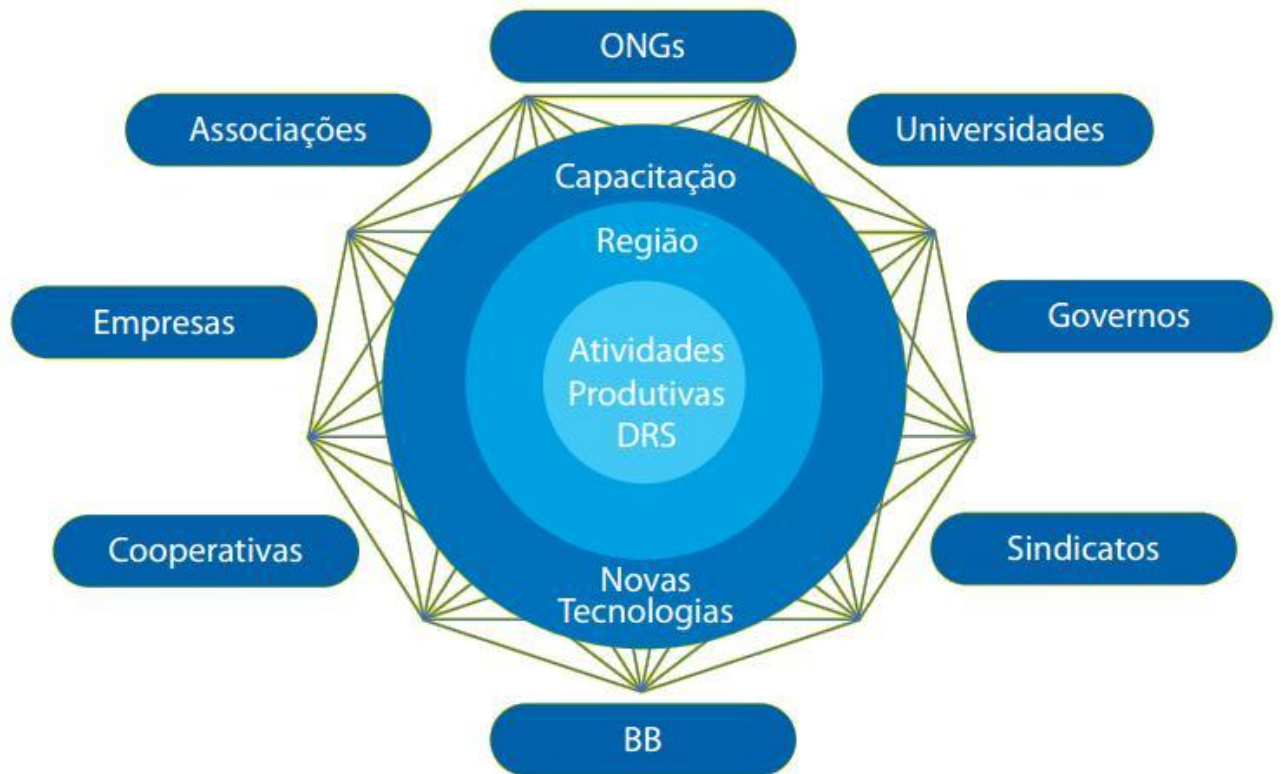 ONGs
Associações
Universidades
Capacitação
Região
Empresas
Governos
Atividades
Produtivas
DRS
Cooperativas
Sindicatos
Novas
Tecnologias
BB